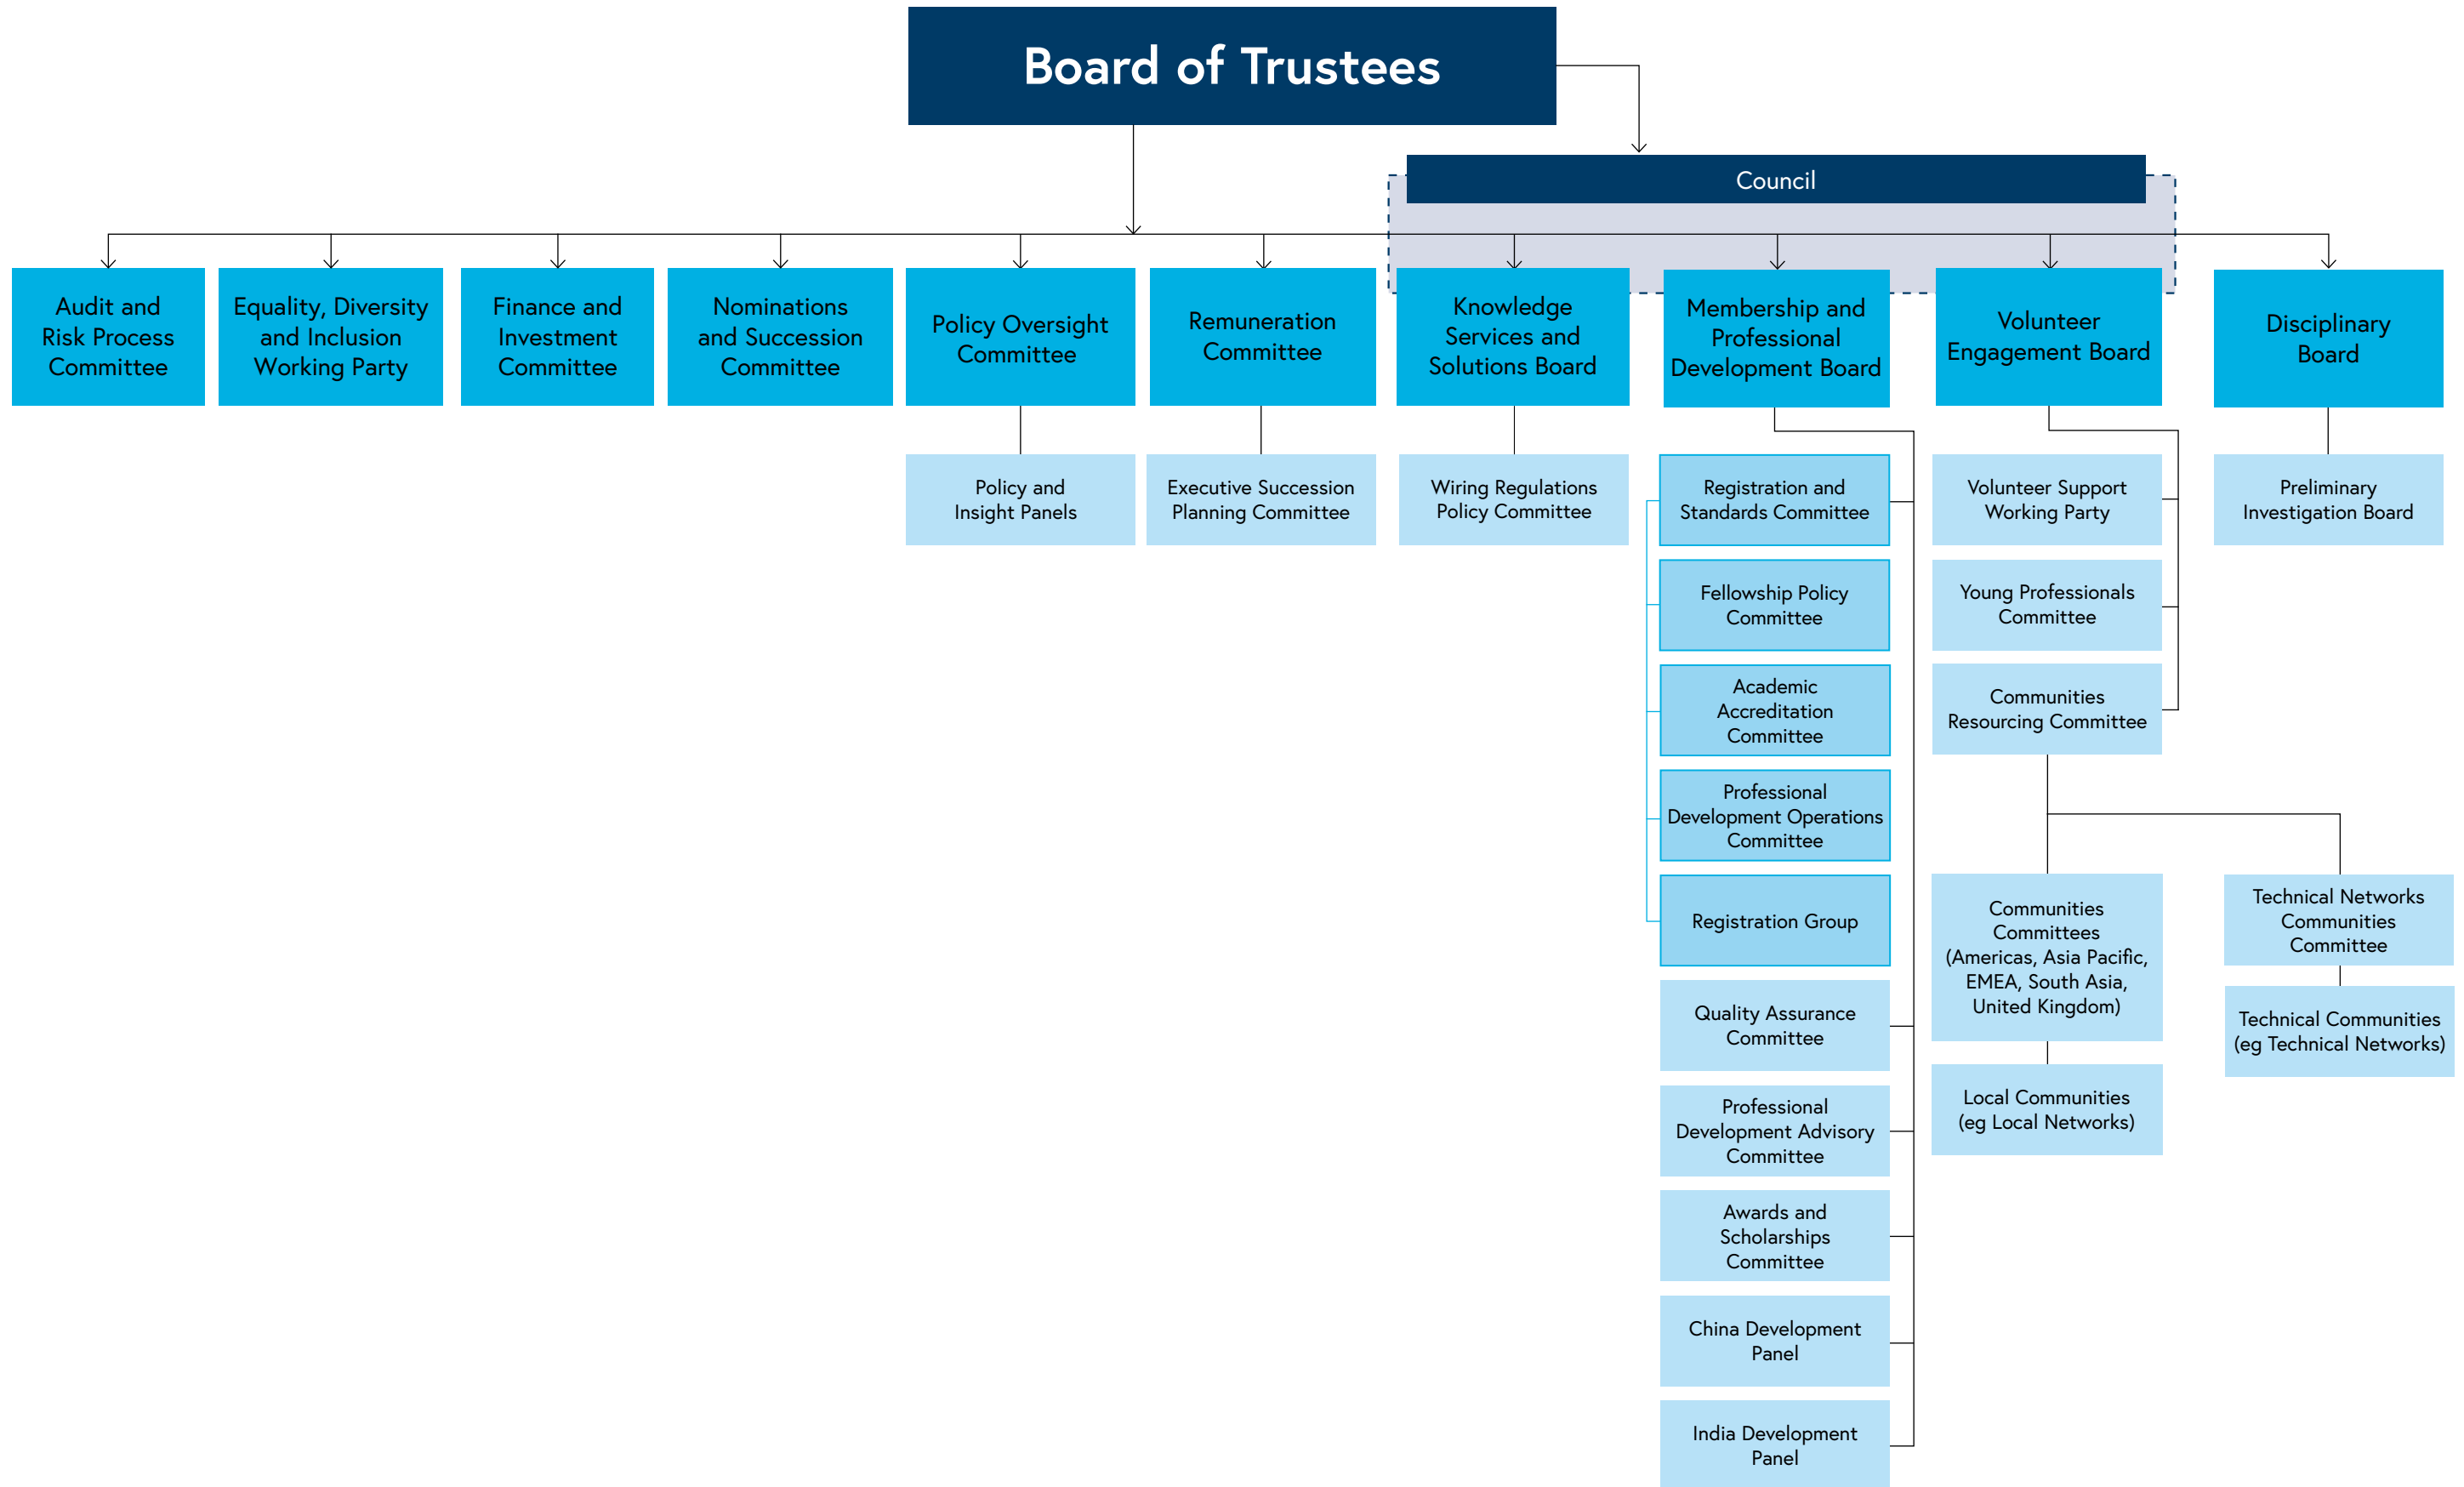 Board of Trustees
Council
Audit and
Risk Process
Committee
Equality, Diversity
and Inclusion
Working Party
Finance and
Investment
Committee
Nominations
and Succession
Committee
Policy Oversight
Committee
Remuneration
Committee
Knowledge
Services and
Solutions Board
Membership and
Professional
Development Board
Volunteer
Engagement Board
Disciplinary
Board
Policy and
Insight Panels
Executive Succession
Planning Committee
Wiring Regulations
Policy Committee
Registration and
Standards Committee
Fellowship Policy
Committee
Academic
Accreditation
Committee
Professional
Development Operations
Committee
Registration Group
Quality Assurance
Committee
Professional
Development Advisory
Committee
Awards and
Scholarships
Committee
China Development
Panel
India Development
Panel
Volunteer Support
Working Party
Young Professionals
Committee
Communities
Resourcing Committee
Communities
Committees
(Americas, Asia Pacific,
EMEA, South Asia,
United Kingdom)
Local Communities
(eg Local Networks)
Preliminary
Investigation Board
Technical Networks
Communities
Committee
Technical Communities
(eg Technical Networks)